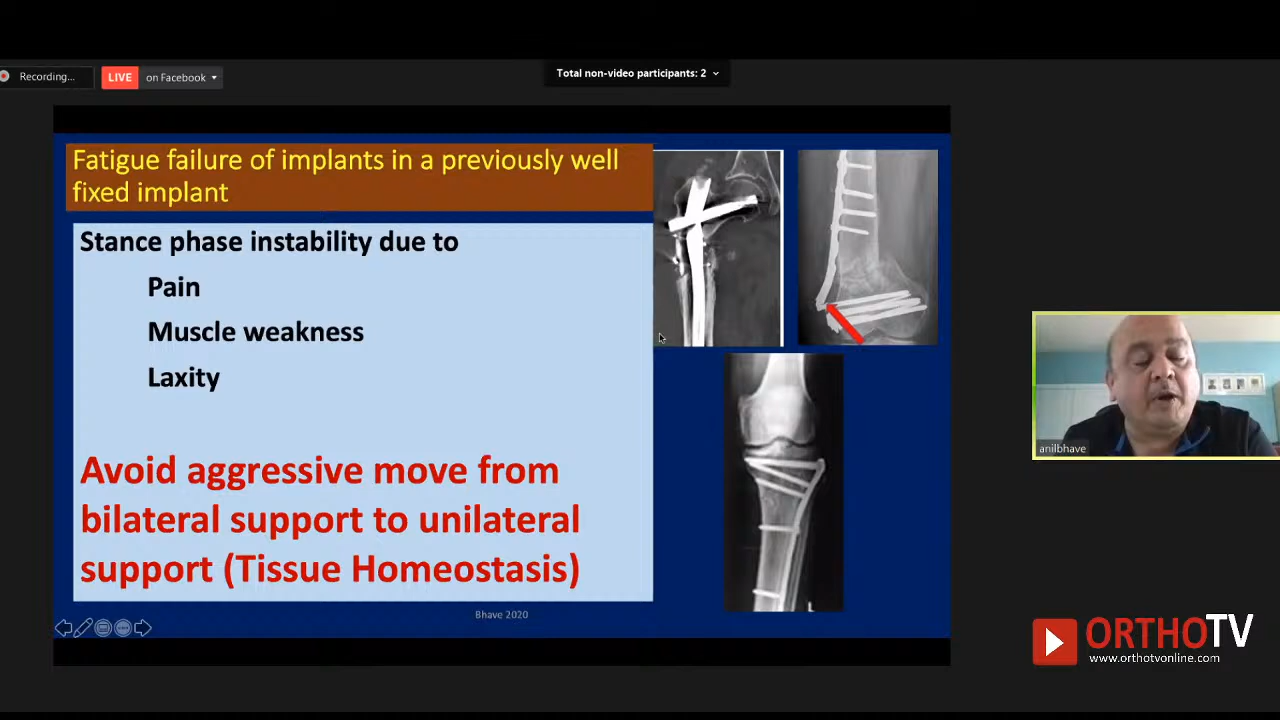 Recording...
LIVE on Facebook
Total non-video participants: 2
Fatigue failure of implants in a previously well
fixed implant
Stance phase instability due to
Pain
Muscle weakness
Laxity
Avoid aggressive move from
bilateral support to unilateral
support (Tissue Homeostasis)
Bhave 2020
L
anilbhave
ORTHOTV
www.orthotvonline.com